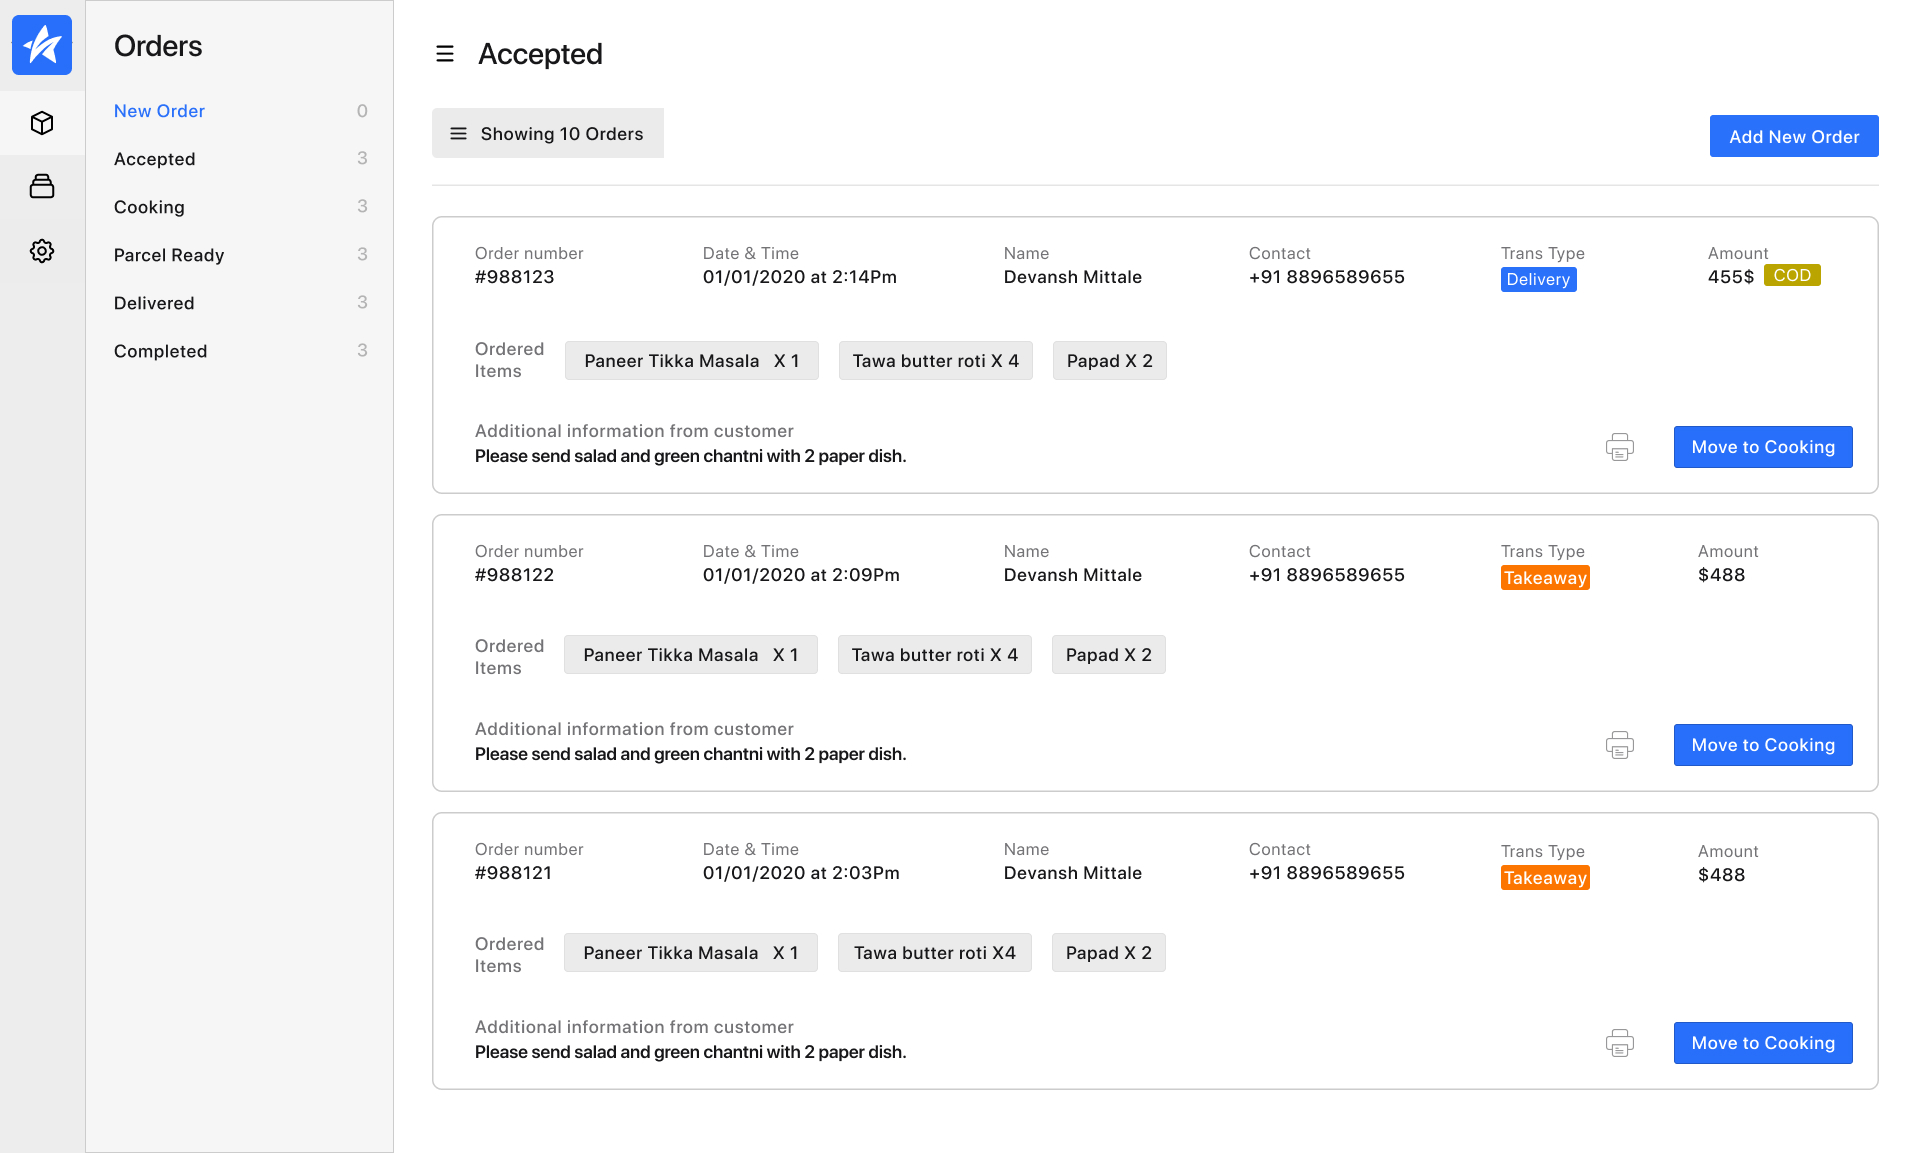 Orders
New Order 0
Accepted 3
Cooking 3
Parcel Ready 3
Delivered 3
Completed 3
Accepted
Showing 10 Orders
Add New Order
Order number Date & Time Name Contact Trans Type Amount
#988123 01/01/2020 at 2:14Pm Devansh Mittale +91 8896589655 Delivery 455$ COD
Ordered
Items
Paneer Tikka Masala X 1 Tawa butter roti X 4 Papad X 2
Additional information from customer
Please send salad and green chantni with 2 paper dish.
Move to Cooking
Order number Date & Time Name Contact Trans Type Amount
#988122 01/01/2020 at 2:09Pm Devansh Mittale +91 8896589655 Takeaway $488
Ordered
Items
Paneer Tikka Masala X 1 Tawa butter roti X 4 Papad X 2
Additional information from customer
Please send salad and green chantni with 2 paper dish.
Move to Cooking
Order number Date & Time Name Contact Trans Type Amount
#988121 01/01/2020 at 2:03Pm Devansh Mittale +91 8896589655 Takeaway $488
Ordered
Items
Paneer Tikka Masala X 1 Tawa butter roti X4 Papad X 2
Additional information from customer
Please send salad and green chantni with 2 paper dish.
Move to Cooking